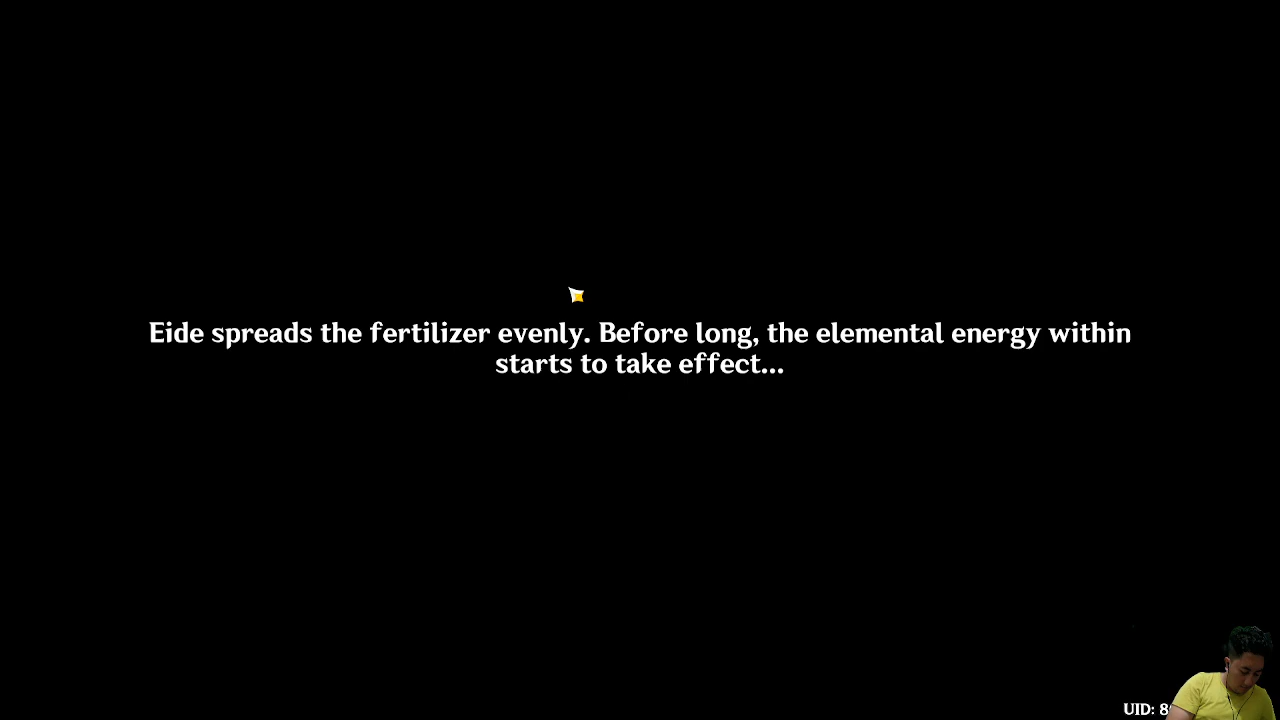 Eide spreads the fertilizer evenly. Before long, the elemental energy within
starts to take effect...
UID: 8